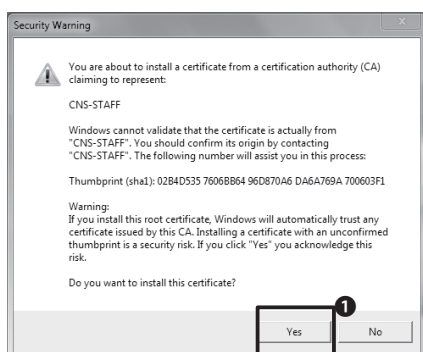 Security Warning
x
You are about to install a certificate from a certification authority (CA)
claiming to represent:
CNS-STAFF
Windows cannot validate that the certificate is actually from
"CNS-STAFF". You should confirm its origin by contacting
"CNS-STAFF". The following number will assist you in this process:
Thumbprint (sha1): 02B4D535 7606BB64 96D870A6 DA6A769A 700603F1
Warning:
If you install this root certificate, Windows will automatically trust any
certificate issued by this CA. Installing a certificate with an unconfirmed
thumbprint is a security risk. If you click "Yes" you acknowledge this
risk.
Do you want to install this certificate?
1
Yes No